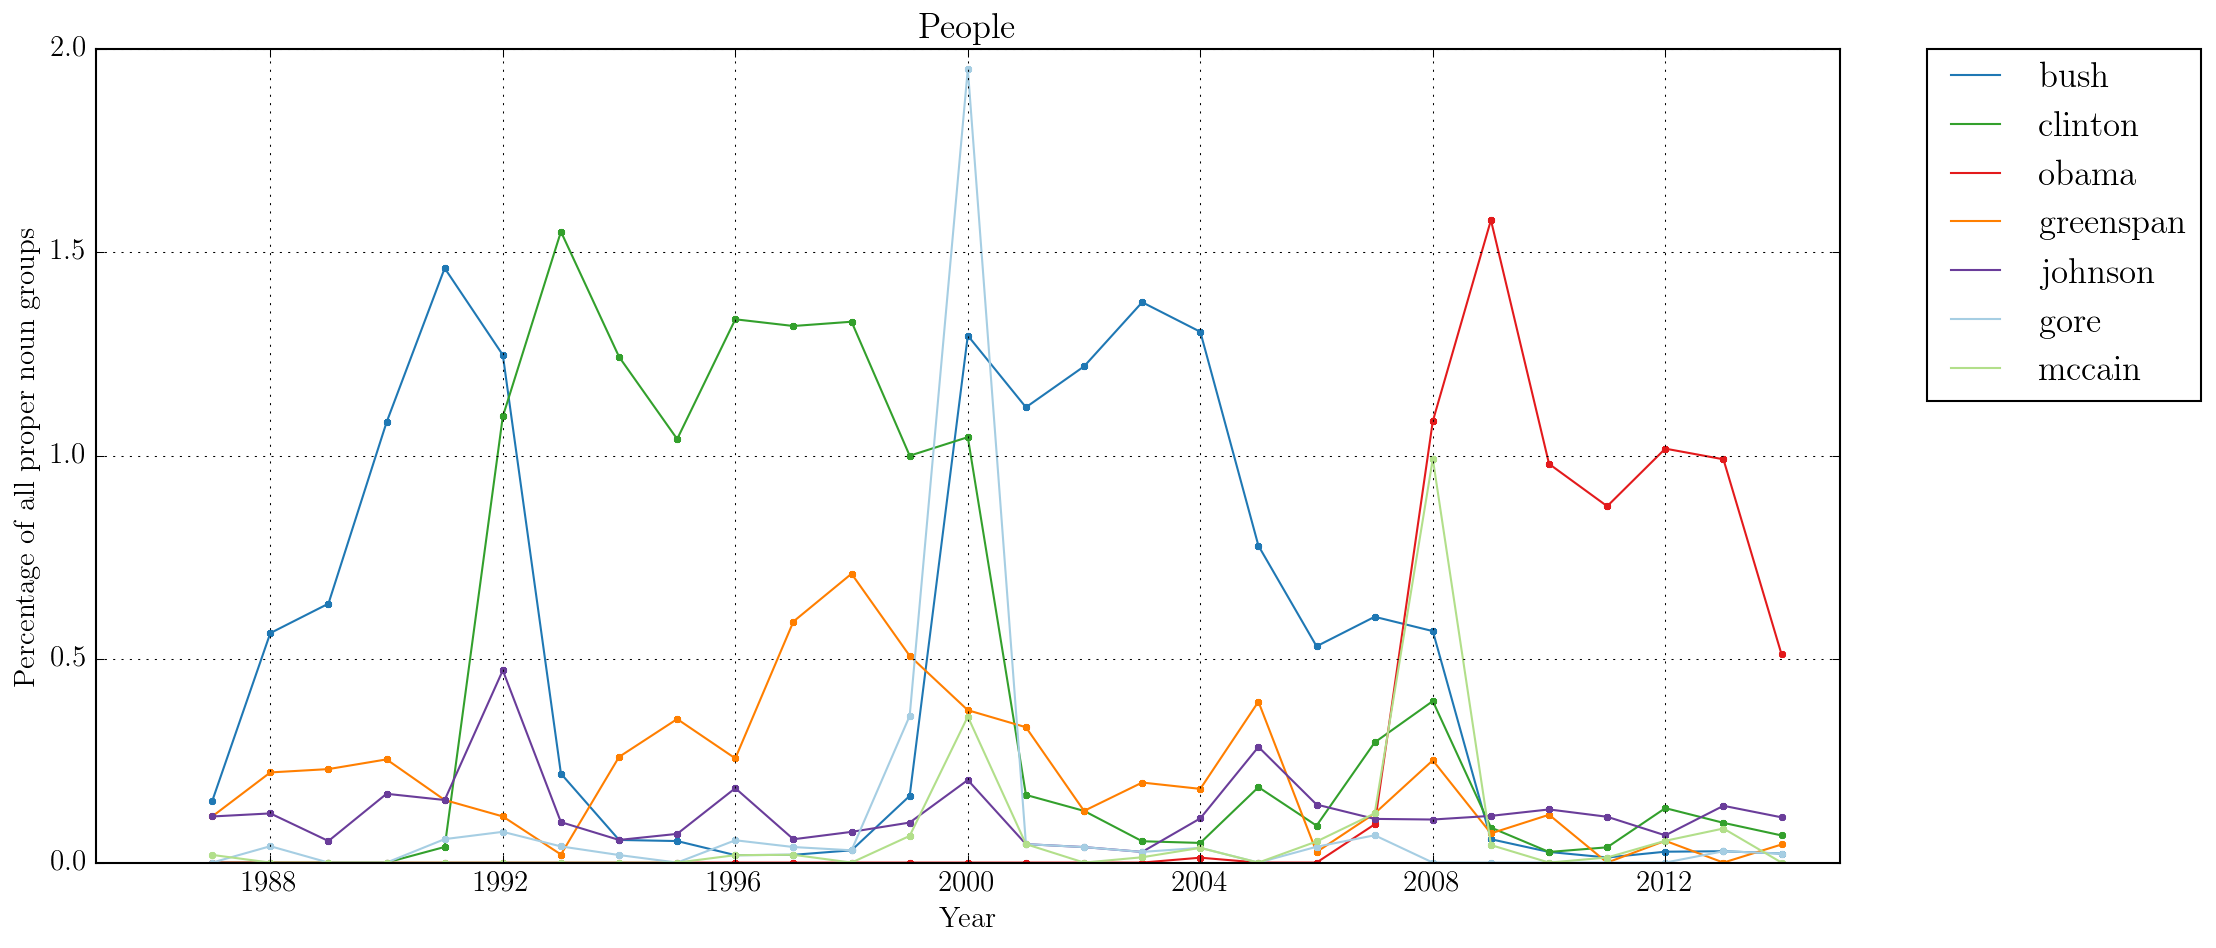 People
2.0
1.5
1.0
0.5
0.0
Percentage of all proper noun groups
1988 1992 1996 2000 2004 2008 2012
Year
bush
clinton
obama
greenspan
johnson
gore
mccain